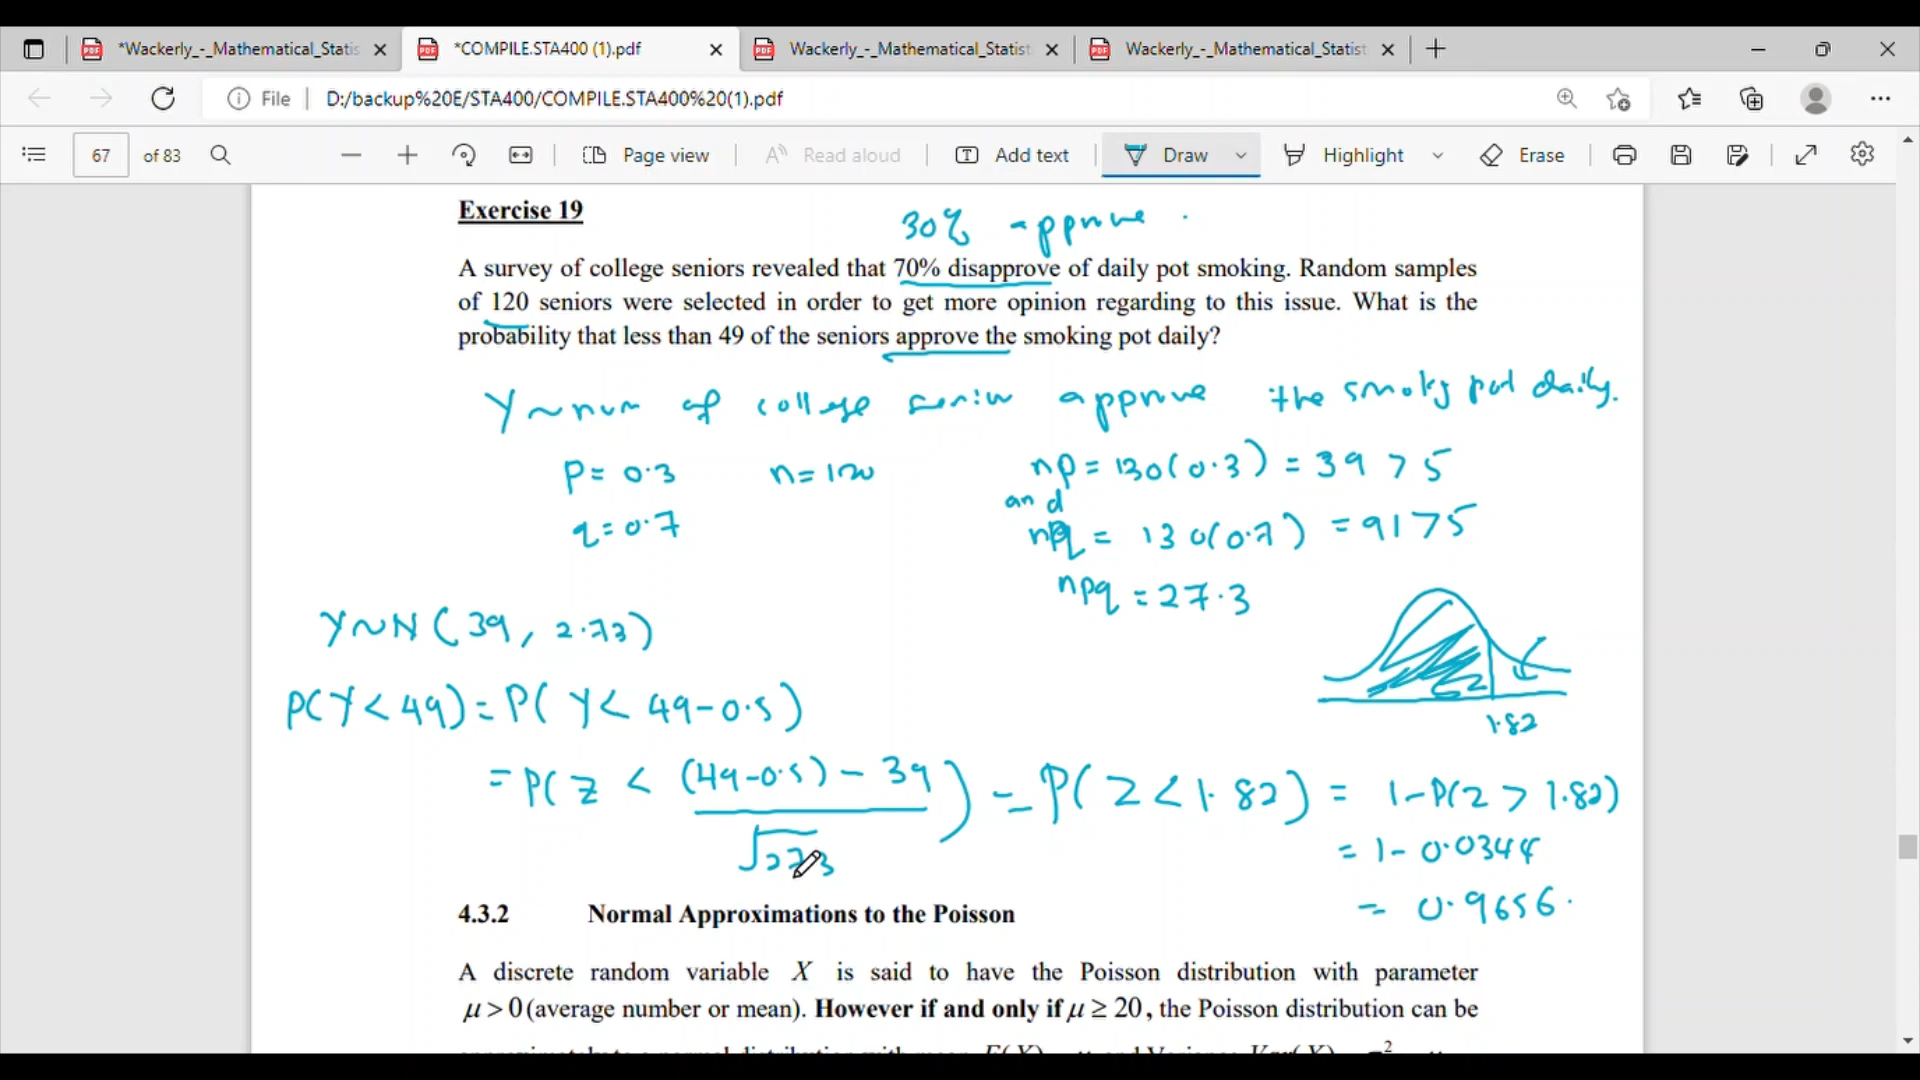 *Wackerly_-_Mathematical_Statis
*COMPILE.STA400 (1).pdf
Wackerly_-_Mathematical_Statist
Wackerly_-_Mathematical_Statist
File
D:/backup%20E/STA400/COMPILE.STA400%20(1).pdf
67 of 83
Page view
Read aloud
Add text
Draw
Highlight
Erase
Exercise 19
30% approve .
A survey of college seniors revealed that 70% disapprove of daily pot smoking. Random samples
of 120 seniors were selected in order to get more opinion regarding to this issue. What is the
probability that less than 49 of the seniors approve the smoking pot daily?
Y ~ num of college senior approve the smoky pot daily.
p = 0.3 n = 120 np = 130(0.3) = 39 > 5
and
q = 0.7 nq = 130(0.7) = 91 > 5
npq = 27.3
Y ~ N ( 39 , 2.73 )
P(Y < 49) = P( Y < 49 - 0.5 )
1.82
= P( Z < (49-0.5) - 39 / √273 ) = P( Z < 1.82 ) = 1 - P(Z > 1.82)
= 1 - 0.0344
= 0.9656.
4.3.2 Normal Approximations to the Poisson
A discrete random variable X is said to have the Poisson distribution with parameter
μ > 0 (average number or mean). However if and only if μ ≥ 20, the Poisson distribution can be